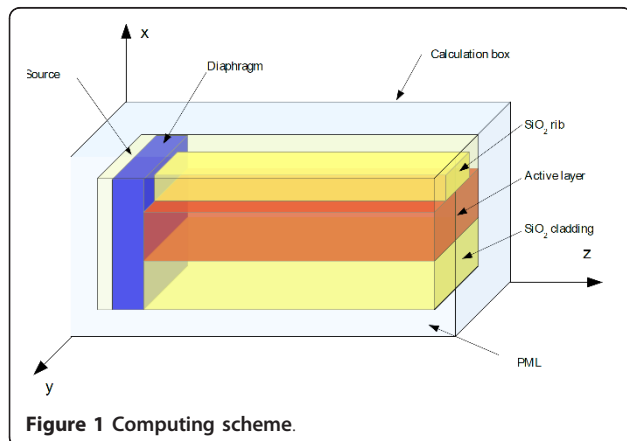 x
Calculation box
Diaphragm
Source
SiO₂ rib
Active layer
SiO₂ cladding
z
PML
y
Figure 1 Computing scheme.